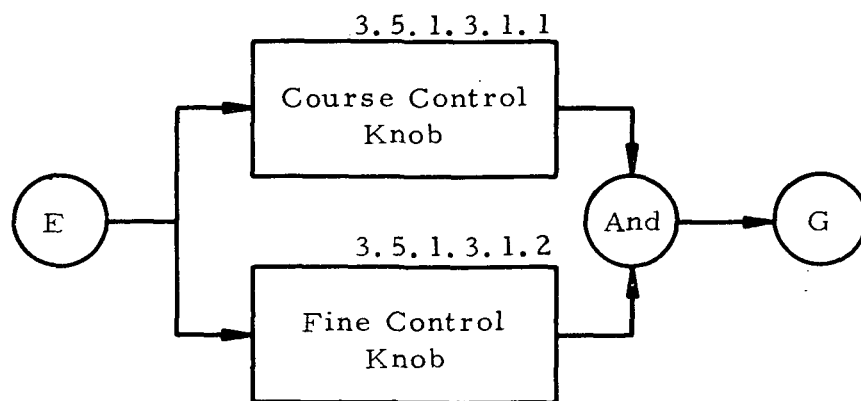 3.5.1.3.1.1
Course Control
Knob
E
And
G
3.5.1.3.1.2
Fine Control
Knob